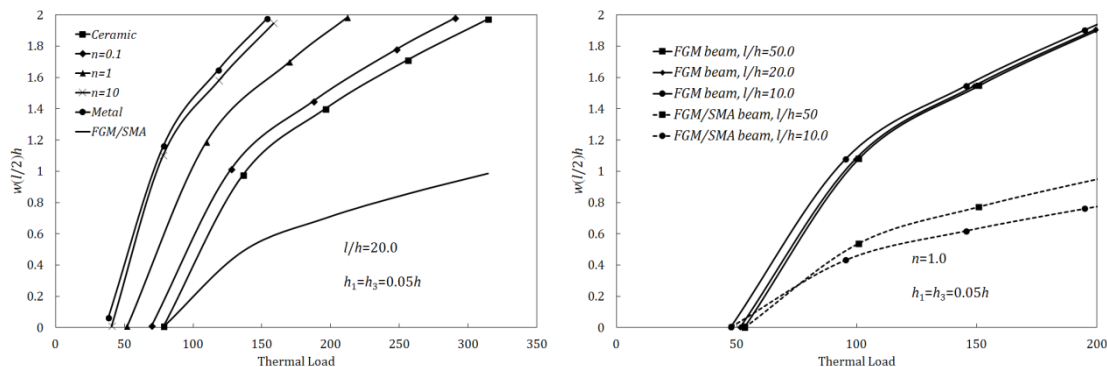 w(l/2)h
2
1.8
1.6
1.4
1.2
1
0.8
0.6
0.4
0.2
0
Ceramic
n=0.1
n=1
n=10
Metal
FGM/SMA
l/h=20.0
h₁=h₃=0.05h
0 50 100 150 200 250 300 350
Thermal Load
w(l/2)h
2
1.8
1.6
1.4
1.2
1
0.8
0.6
0.4
0.2
0
FGM beam, l/h=50.0
FGM beam, l/h=20.0
FGM beam, l/h=10.0
FGM/SMA beam, l/h=50
FGM/SMA beam, l/h=10.0
n=1.0
h₁=h₃=0.05h
0 50 100 150 200
Thermal Load